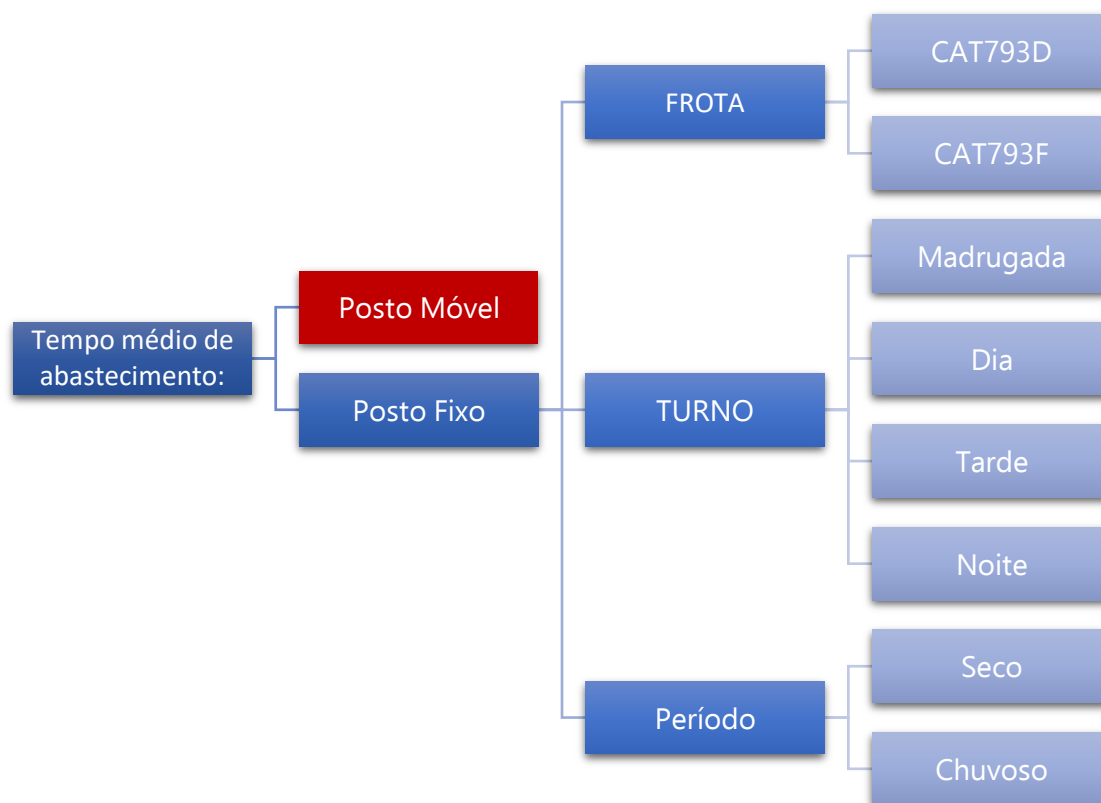 Tempo médio de
abastecimento:
Posto Móvel
Posto Fixo
FROTA
CAT793D
CAT793F
TURNO
Madrugada
Dia
Tarde
Noite
Período
Seco
Chuvoso